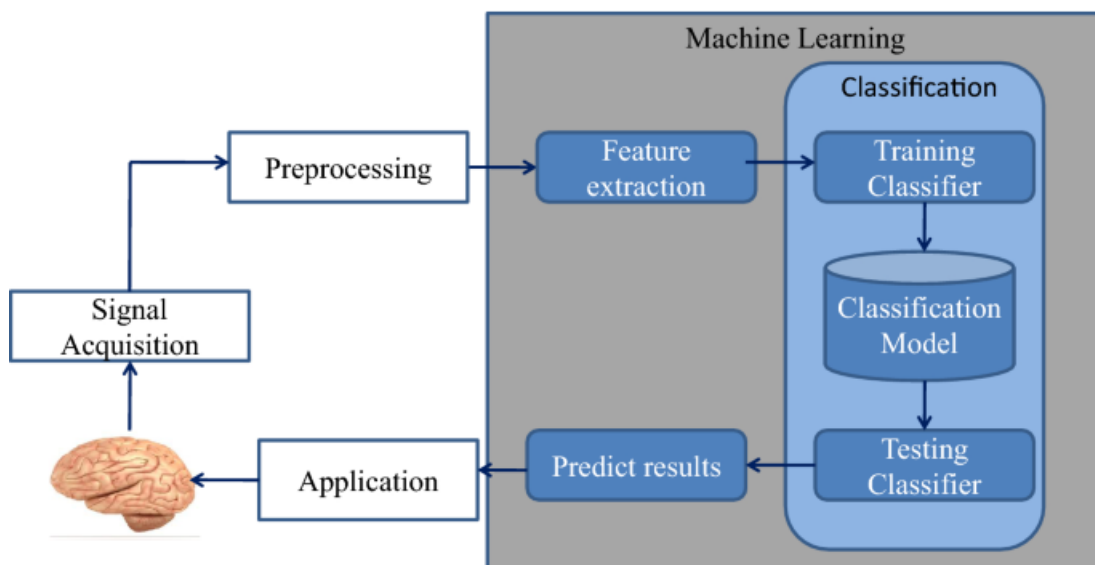 Machine Learning
Classification
Preprocessing
Feature
extraction
Training
Classifier
Signal
Acquisition
Classification
Model
Application
Predict results
Testing
Classifier